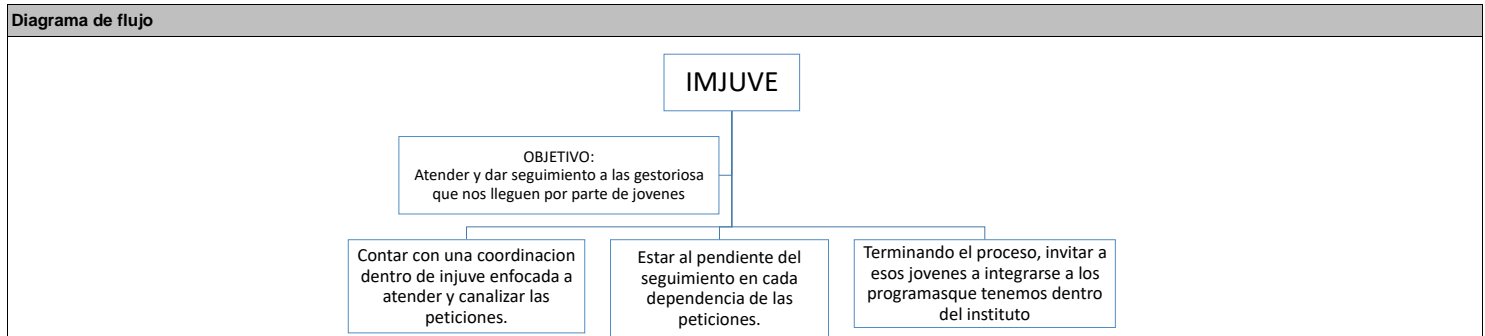 Diagrama de flujo
IMJUVE
OBJETIVO:
Atender y dar seguimiento a las gestoriosa
que nos lleguen por parte de jovenes
Contar con una coordinacion
dentro de injuve enfocada a
atender y canalizar las
peticiones.
Estar al pendiente del
seguimiento en cada
dependencia de las
peticiones.
Terminando el proceso, invitar a
esos jovenes a integrarse a los
programasque tenemos dentro
del instituto